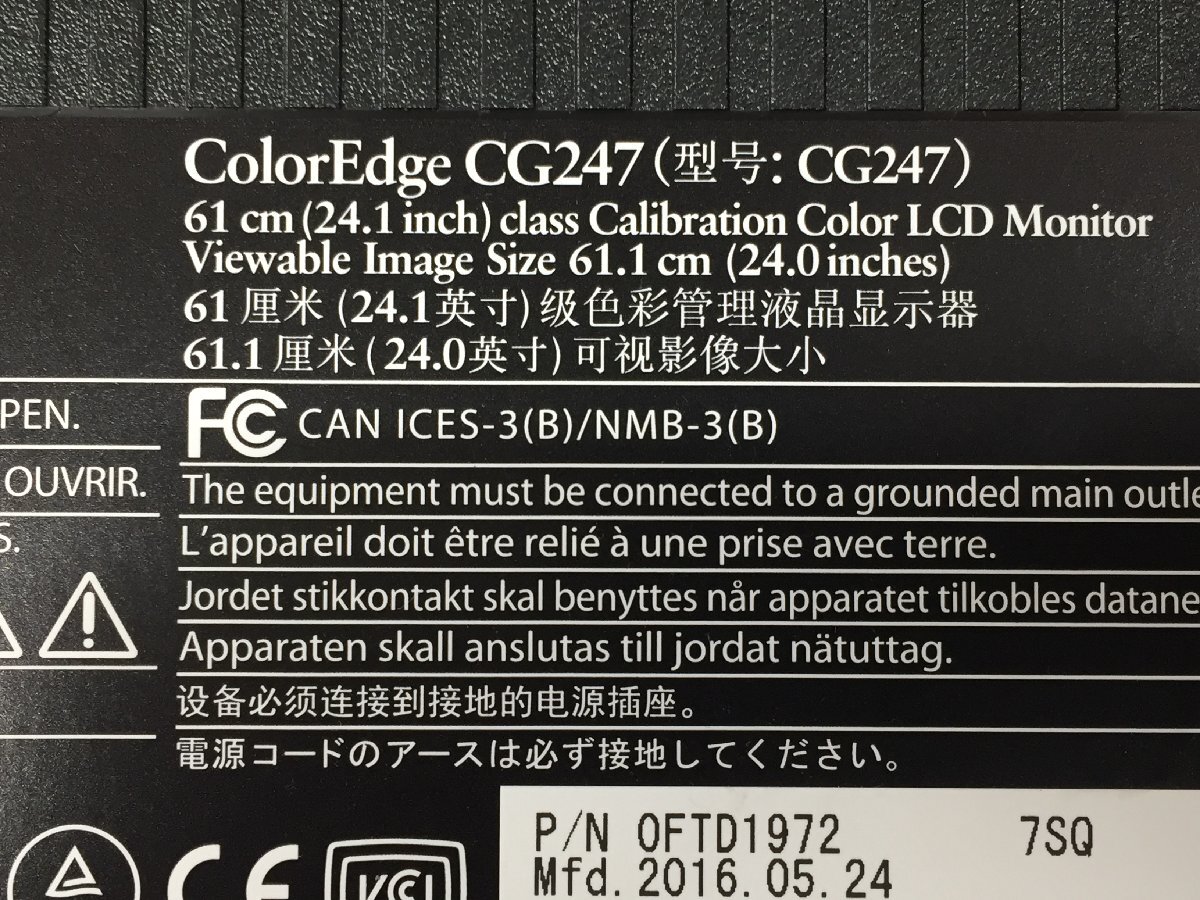 ColorEdge CG247(型号: CG247)
61 cm (24.1 inch) class Calibration Color LCD Monitor
Viewable Image Size 61.1 cm (24.0 inches)
61 厘米 (24.1英寸)级色彩管理液晶显示器
61.1 厘米 (24.0英寸)可视影像大小
PEN.
FC CAN ICES-3(B)/NMB-3(B)
OUVRIR.
The equipment must be connected to a grounded main outle
S.
L'appareil doit être relié à une prise avec terre.
Jordet stikkontakt skal benyttes når apparatet tilkobles datane
Apparaten skall anslutas till jordat nätuttag.
设备必须连接到接地的电源插座。
電源コードのアースは必ず接地してください。
P/N 0FTD1972 7SQ
Mfd. 2016.05.24
CE